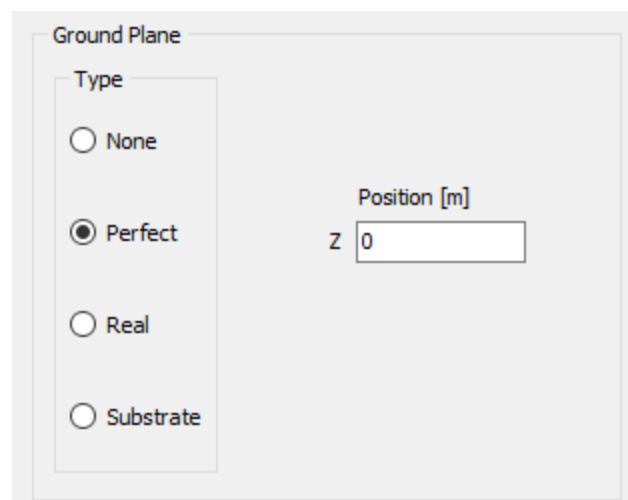 Ground Plane
Type
None
Position [m]
Perfect
Z 0
Real
Substrate